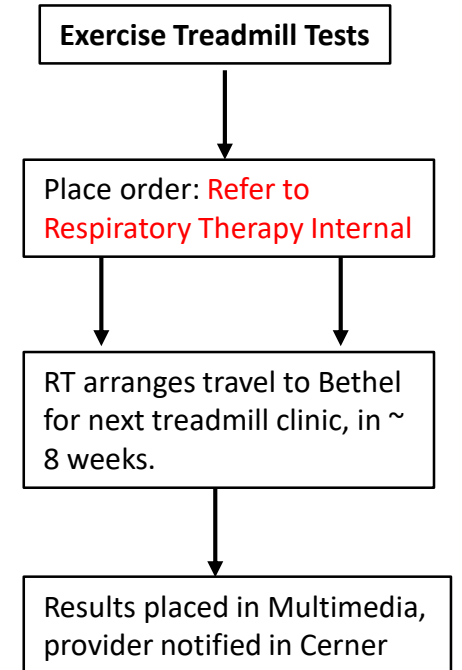 Exercise Treadmill Tests
Place order: Refer to
Respiratory Therapy Internal
RT arranges travel to Bethel
for next treadmill clinic, in ~
8 weeks.
Results placed in Multimedia,
provider notified in Cerner